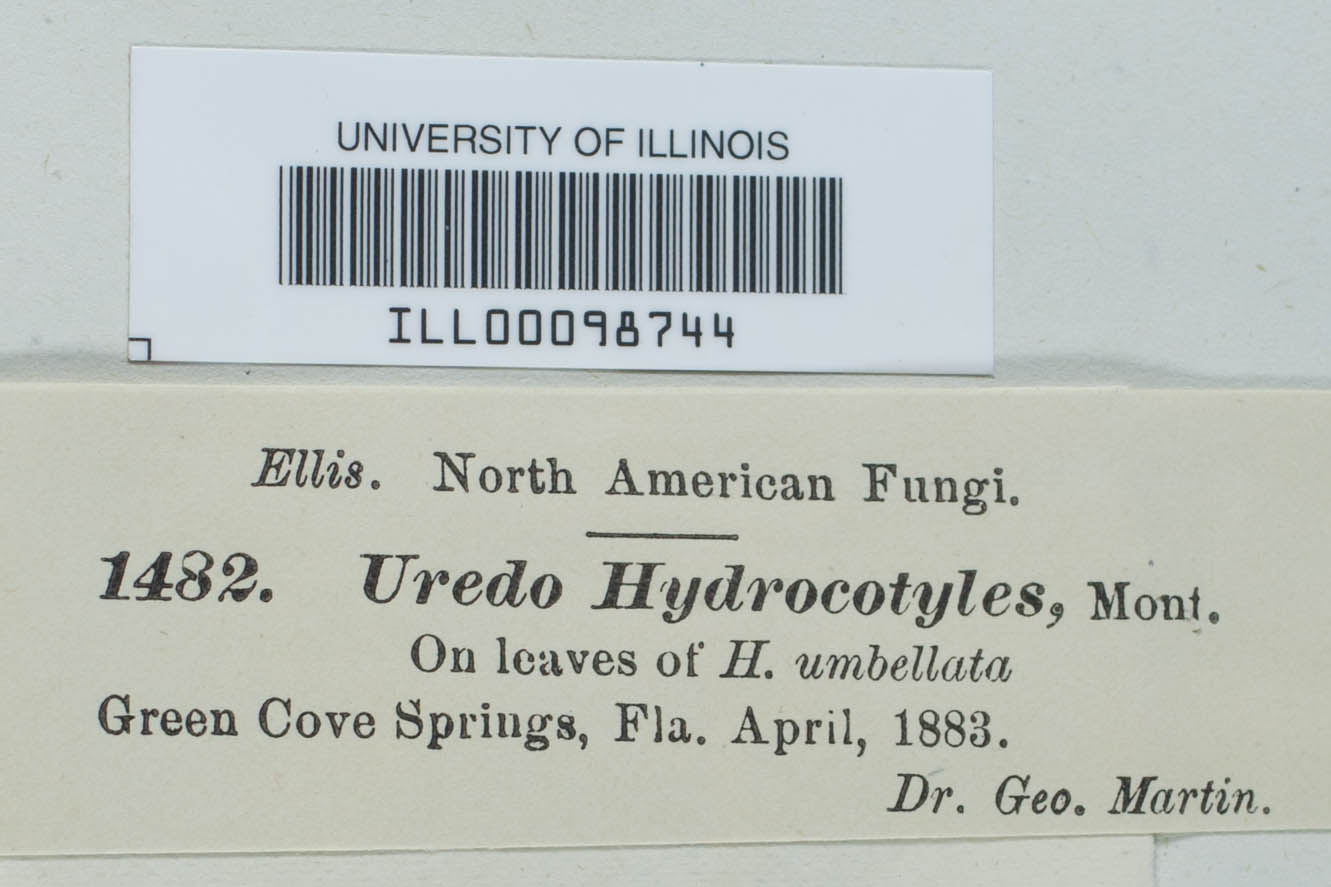 UNIVERSITY OF ILLINOIS
ILL00098744
Ellis. North American Fungi.
1482. Uredo Hydrocotyles, Mont.
On leaves of H. umbellata
Green Cove Springs, Fla. April, 1883.
Dr. Geo. Martin.